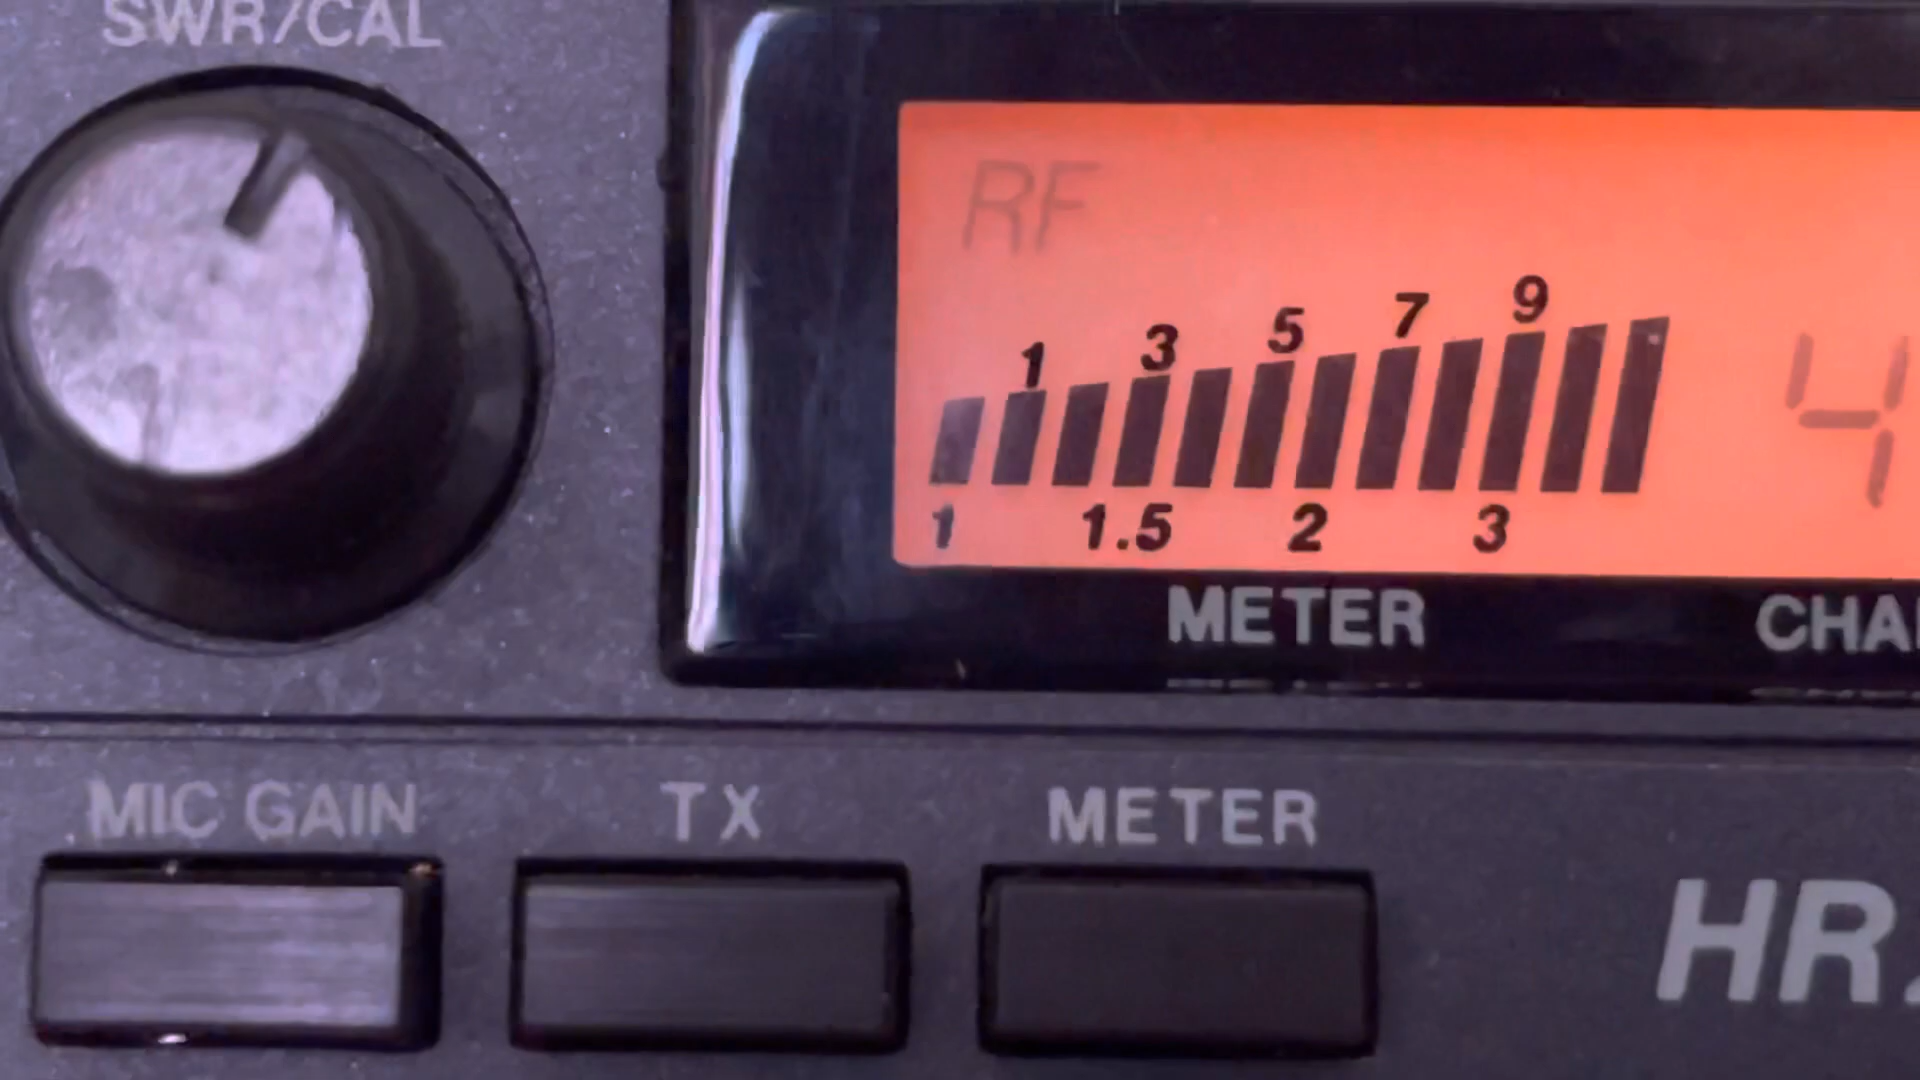 SWR/CAL
RF
1 3 5 7 9
4
1 1.5 2 3
METER
MIC GAIN TX METER
HR